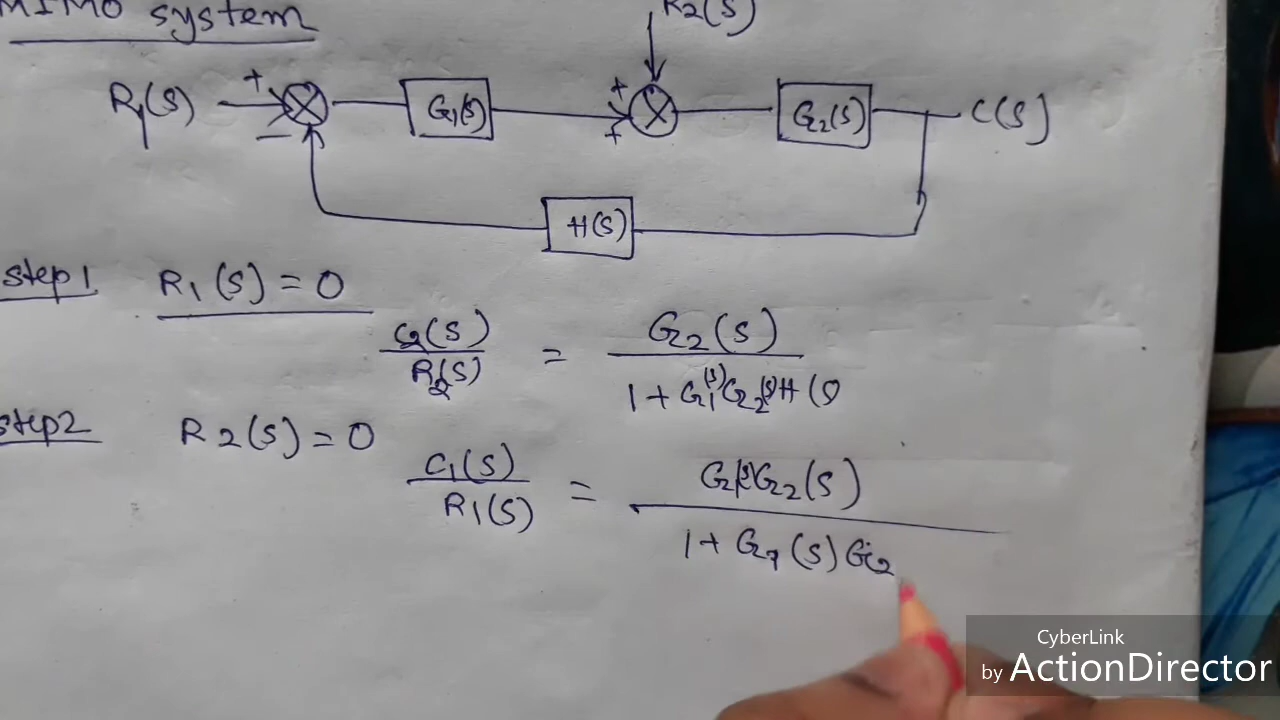 MIMO system
R2(S)
R1(S) + − G1(S) + + G2(S) C(S)
H(S)
step1 R1(S) = 0
C2(S) / R2(S) = G2(S) / 1 + G1(S)G2(S)H(S)
step2 R2(S) = 0
C1(S) / R1(S) = G1(S)G2(S) / 1 + G1(S)G2
CyberLink
by ActionDirector